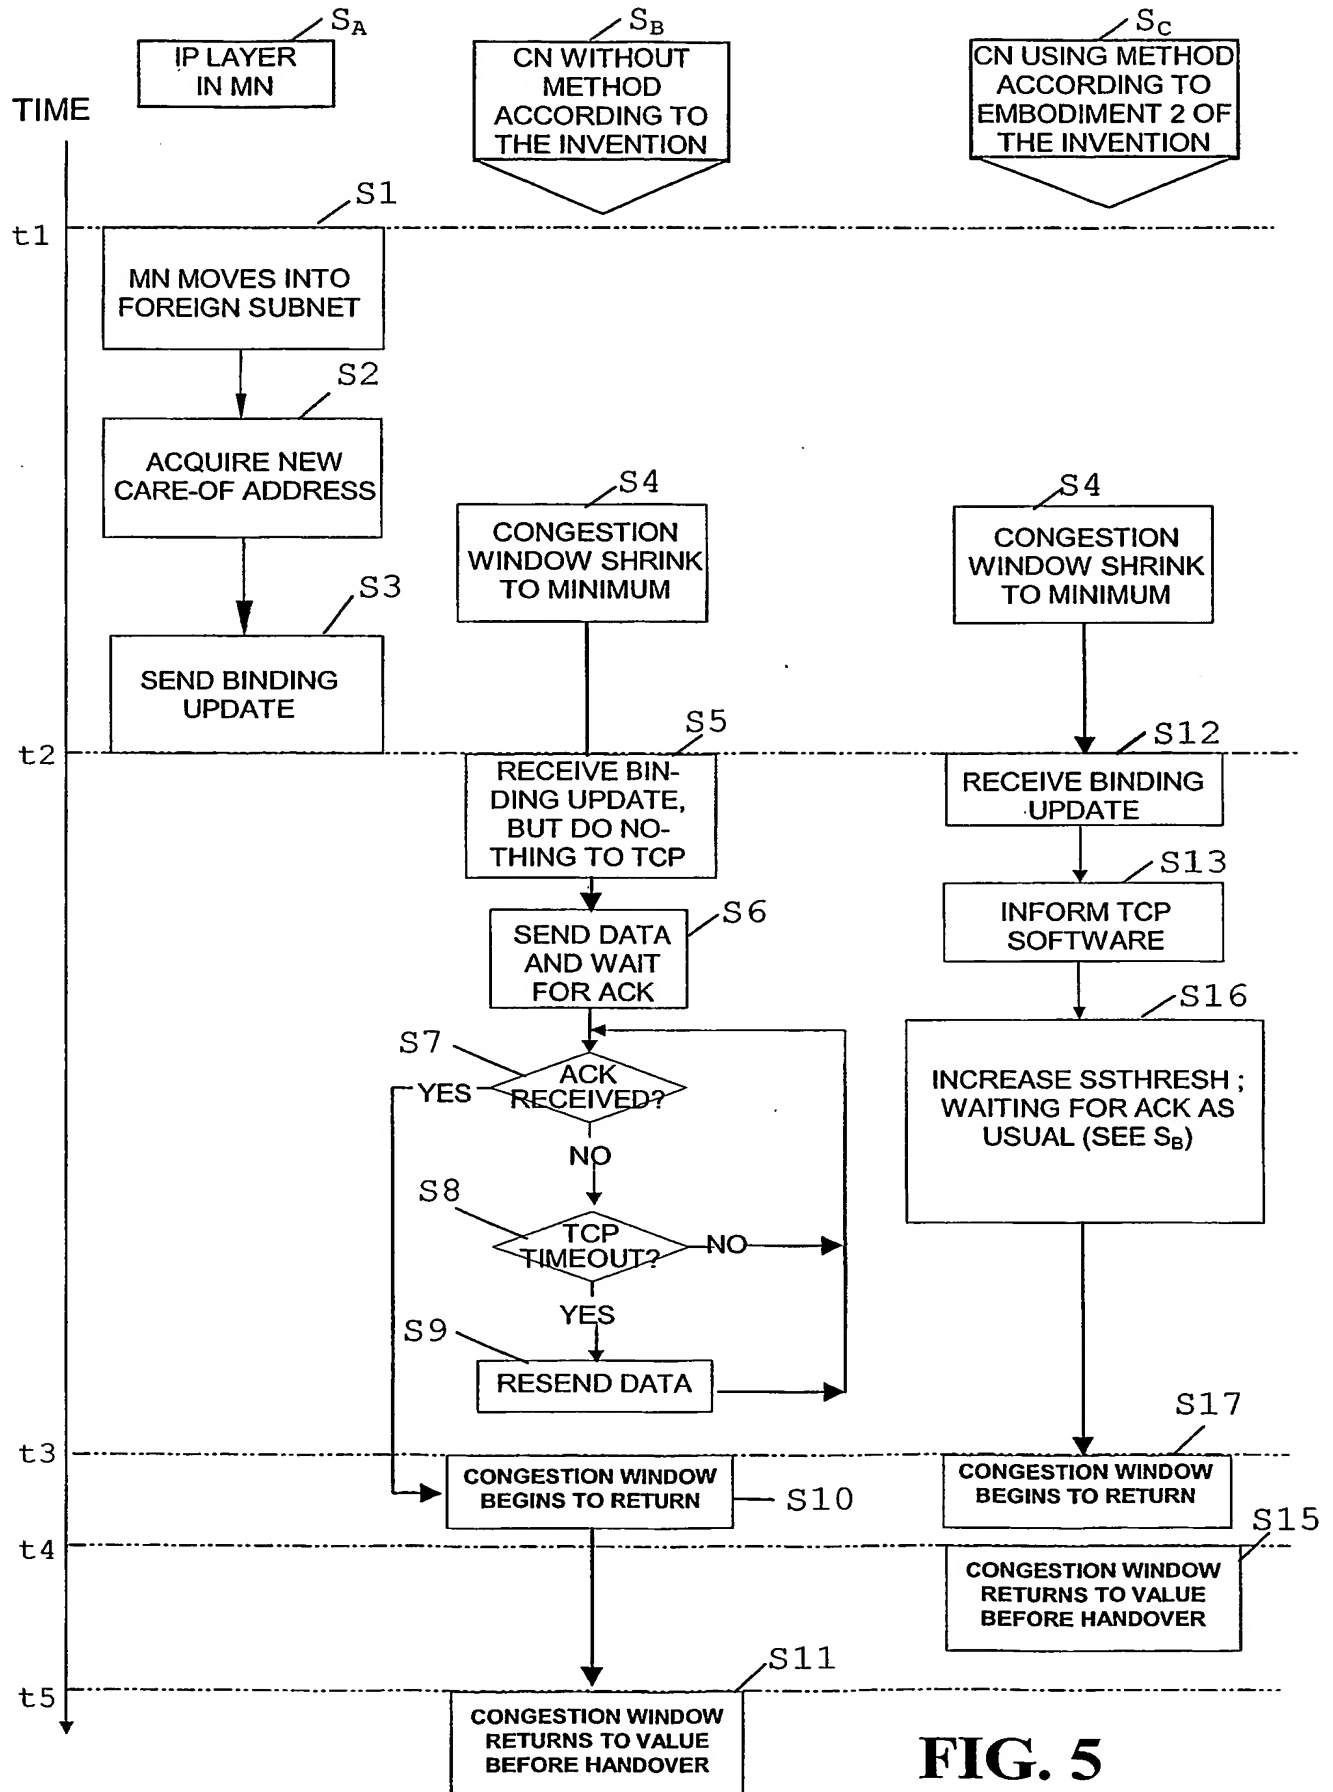 S_A
IP LAYER
IN MN
S_B
CN WITHOUT
METHOD
ACCORDING TO
THE INVENTION
S_C
CN USING METHOD
ACCORDING TO
EMBODIMENT 2 OF
THE INVENTION
TIME
t1
S1
MN MOVES INTO
FOREIGN SUBNET
S2
ACQUIRE NEW
CARE-OF ADDRESS
S3
SEND BINDING
UPDATE
S4
CONGESTION
WINDOW SHRINK
TO MINIMUM
S4
CONGESTION
WINDOW SHRINK
TO MINIMUM
t2
S5
RECEIVE BIN-
DING UPDATE,
BUT DO NO-
THING TO TCP
S12
RECEIVE BINDING
UPDATE
S6
SEND DATA
AND WAIT
FOR ACK
S13
INFORM TCP
SOFTWARE
S7
ACK
RECEIVED?
YES
NO
S16
INCREASE SSTHRESH ;
WAITING FOR ACK AS
USUAL (SEE S_B)
S8
TCP
TIMEOUT?
NO
YES
S9
RESEND DATA
t3
CONGESTION WINDOW
BEGINS TO RETURN
S10
S17
CONGESTION WINDOW
BEGINS TO RETURN
t4
S15
CONGESTION WINDOW
RETURNS TO VALUE
BEFORE HANDOVER
t5
S11
CONGESTION WINDOW
RETURNS TO VALUE
BEFORE HANDOVER
FIG. 5